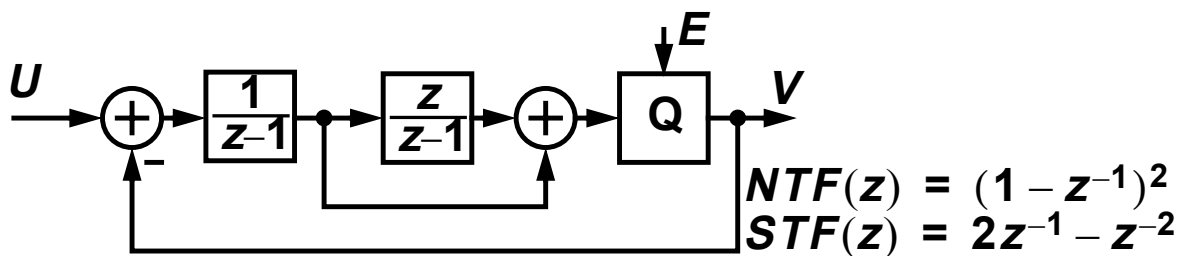 E
U
V
1
z–1
z
z–1
Q
+
+
–
NTF(z) = (1 – z⁻¹)²
STF(z) = 2z⁻¹ – z⁻²